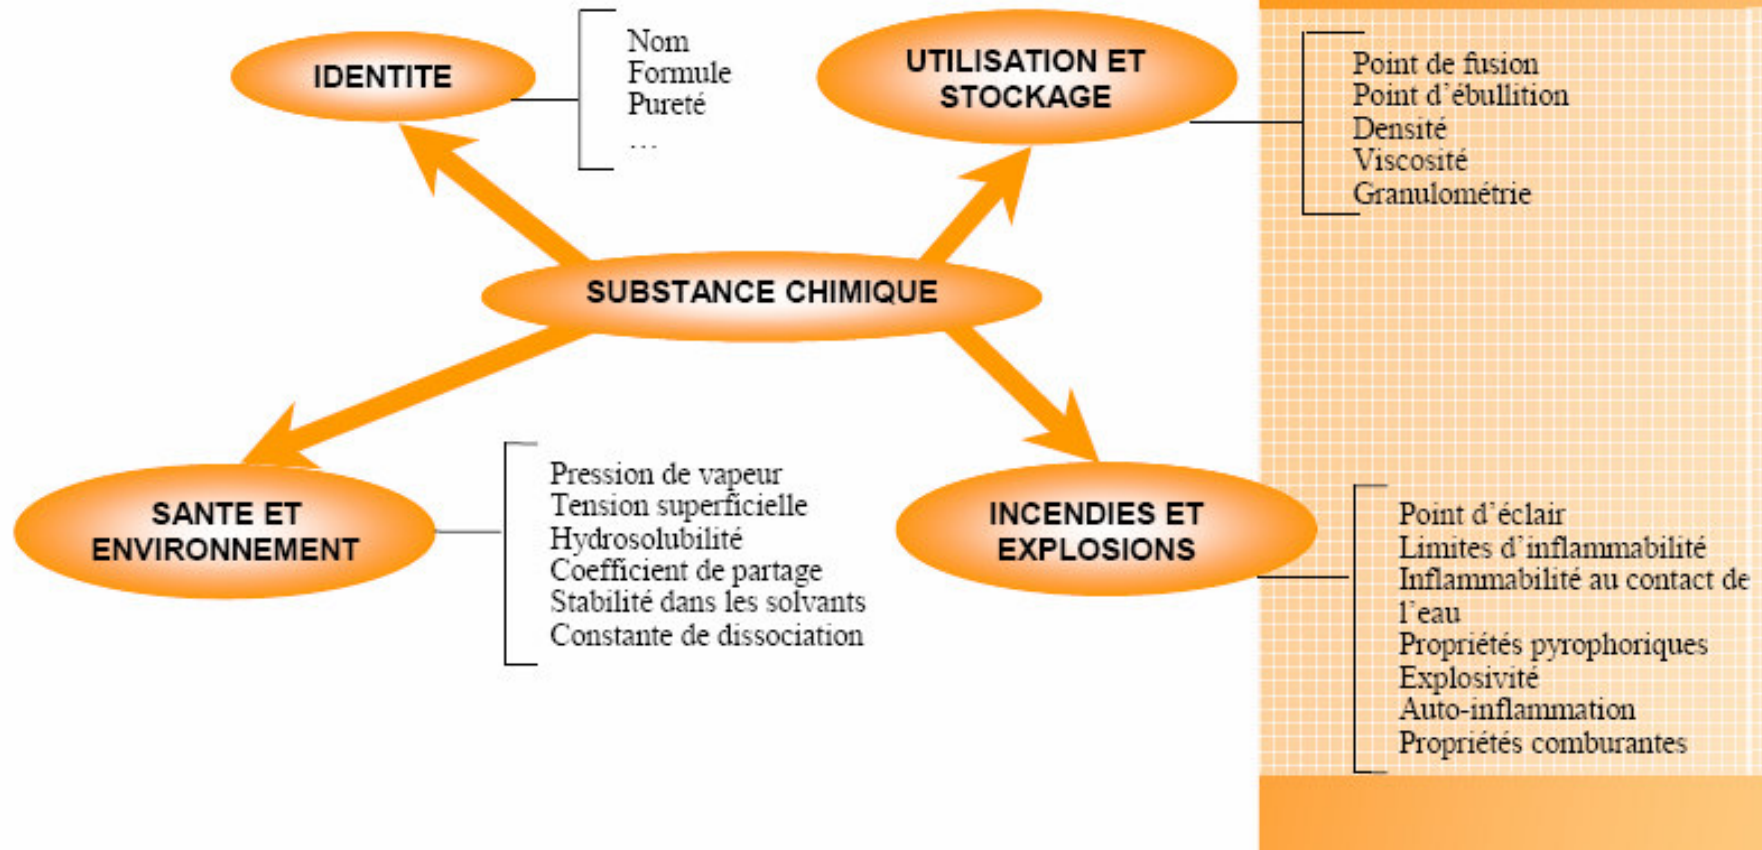 IDENTITE
Nom
Formule
Pureté
...
UTILISATION ET
STOCKAGE
Point de fusion
Point d'ébullition
Densité
Viscosité
Granulométrie
SUBSTANCE CHIMIQUE
SANTE ET
ENVIRONNEMENT
Pression de vapeur
Tension superficielle
Hydrosolubilité
Coefficient de partage
Stabilité dans les solvants
Constante de dissociation
INCENDIES ET
EXPLOSIONS
Point d'éclair
Limites d'inflammabilité
Inflammabilité au contact de
l'eau
Propriétés pyrophoriques
Explosivité
Auto-inflammation
Propriétés comburantes